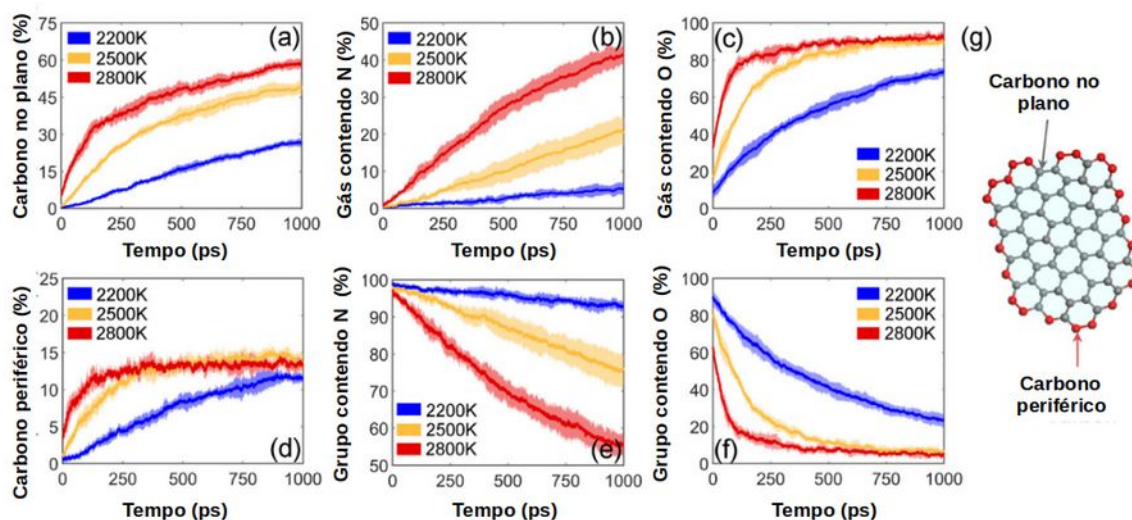 Carbono no plano (%)
75
60
45
30
15
0
2200K
2500K
2800K
(a)
0
250
500
750
1000
Tempo (ps)
Gás contendo N (%)
50
40
30
20
10
0
2200K
2500K
2800K
(b)
0
250
500
750
1000
Tempo (ps)
Gás contendo O (%)
100
80
60
40
20
0
(c)
2200K
2500K
2800K
0
250
500
750
1000
Tempo (ps)
(g)
Carbono no
plano
Carbono
periférico
Carbono periférico (%)
25
20
15
10
5
0
2200K
2500K
2800K
(d)
0
250
500
750
1000
Tempo (ps)
Grupo contendo N (%)
100
90
80
70
60
50
2200K
2500K
2800K
(e)
0
250
500
750
1000
Tempo (ps)
Grupo contendo O (%)
100
80
60
40
20
0
2200K
2500K
2800K
(f)
0
250
500
750
1000
Tempo (ps)